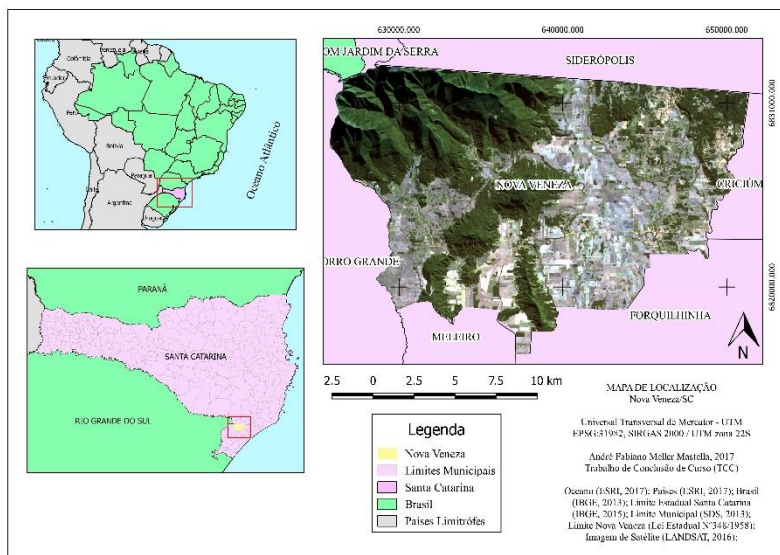 Venezuela
Guiana
Colômbia
Equador
Peru
Bolívia
Paraguai
Chile
Argentina
Uruguai
Oceano Atlântico
PARANÁ
SANTA CATARINA
RIO GRANDE DO SUL
630000.000
640000.000
650000.000
OM JARDIM DA SERRA
SIDERÓPOLIS
6831000.000
NOVA VENEZA
CRICIÚM
ORRO GRANDE
6820000.000
FORQUILHINHA
MELEIRO
N
2.5 0 2.5 5 7.5 10 km
Legenda
Nova Veneza
Limites Municipais
Santa Catarina
Brasil
Países Limitrófes
MAPA DE LOCALIZAÇÃO
Nova Veneza/SC
Universal Transversal de Mercator - UTM
EPSG:31982, SIRGAS 2000 / UTM zona 22S
André Fabiano Meller Mastella, 2017
Trabalho de Conclusão de Curso (TCC)
Oceano (ESRI, 2017); Países (ESRI, 2017); Brasil
(IBGE, 2013); Limite Estadual Santa Catarina
(IBGE, 2015); Limite Municipal (SDS, 2013);
Limite Nova Veneza (Lei Estadual N°348/1958);
Imagem de Satélite (LANDSAT, 2016);